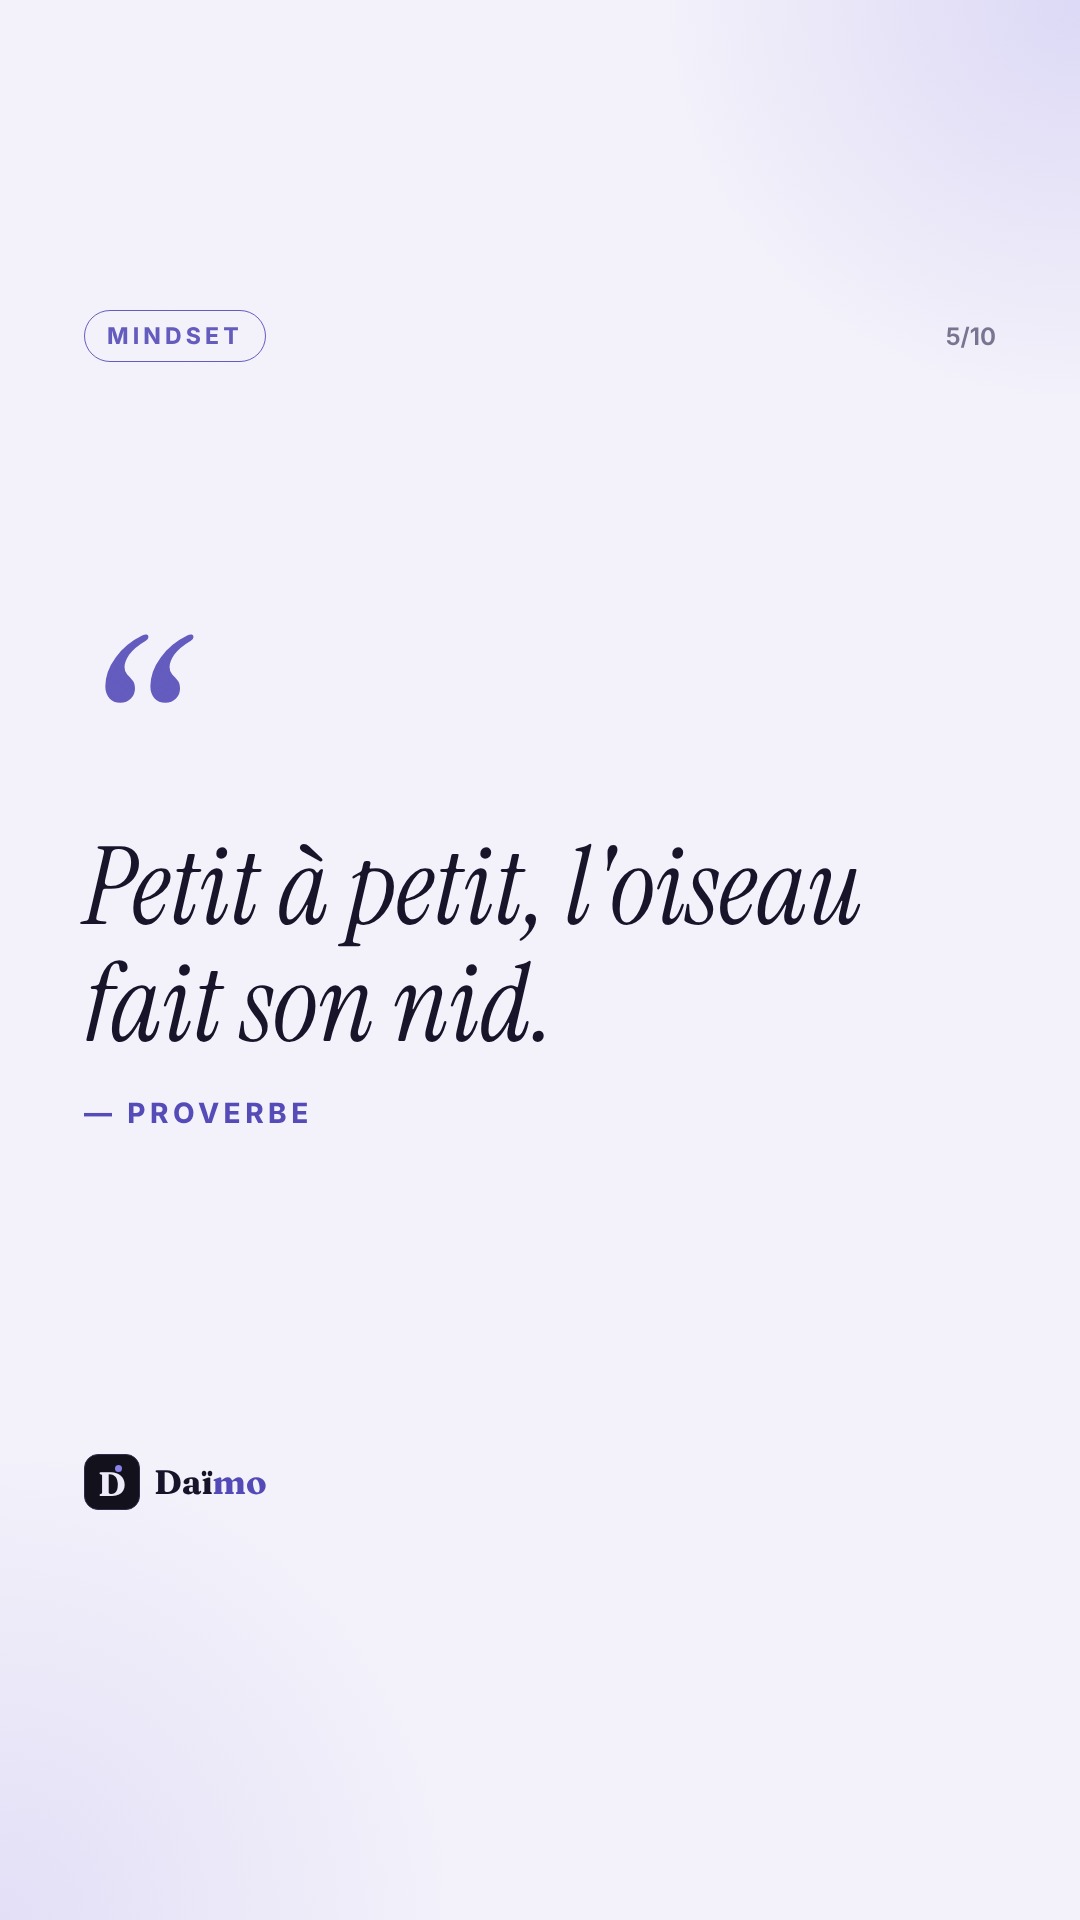 MINDSET
5/10
“
Petit à petit, l'oiseau
fait son nid.
— PROVERBE
D Daïmo